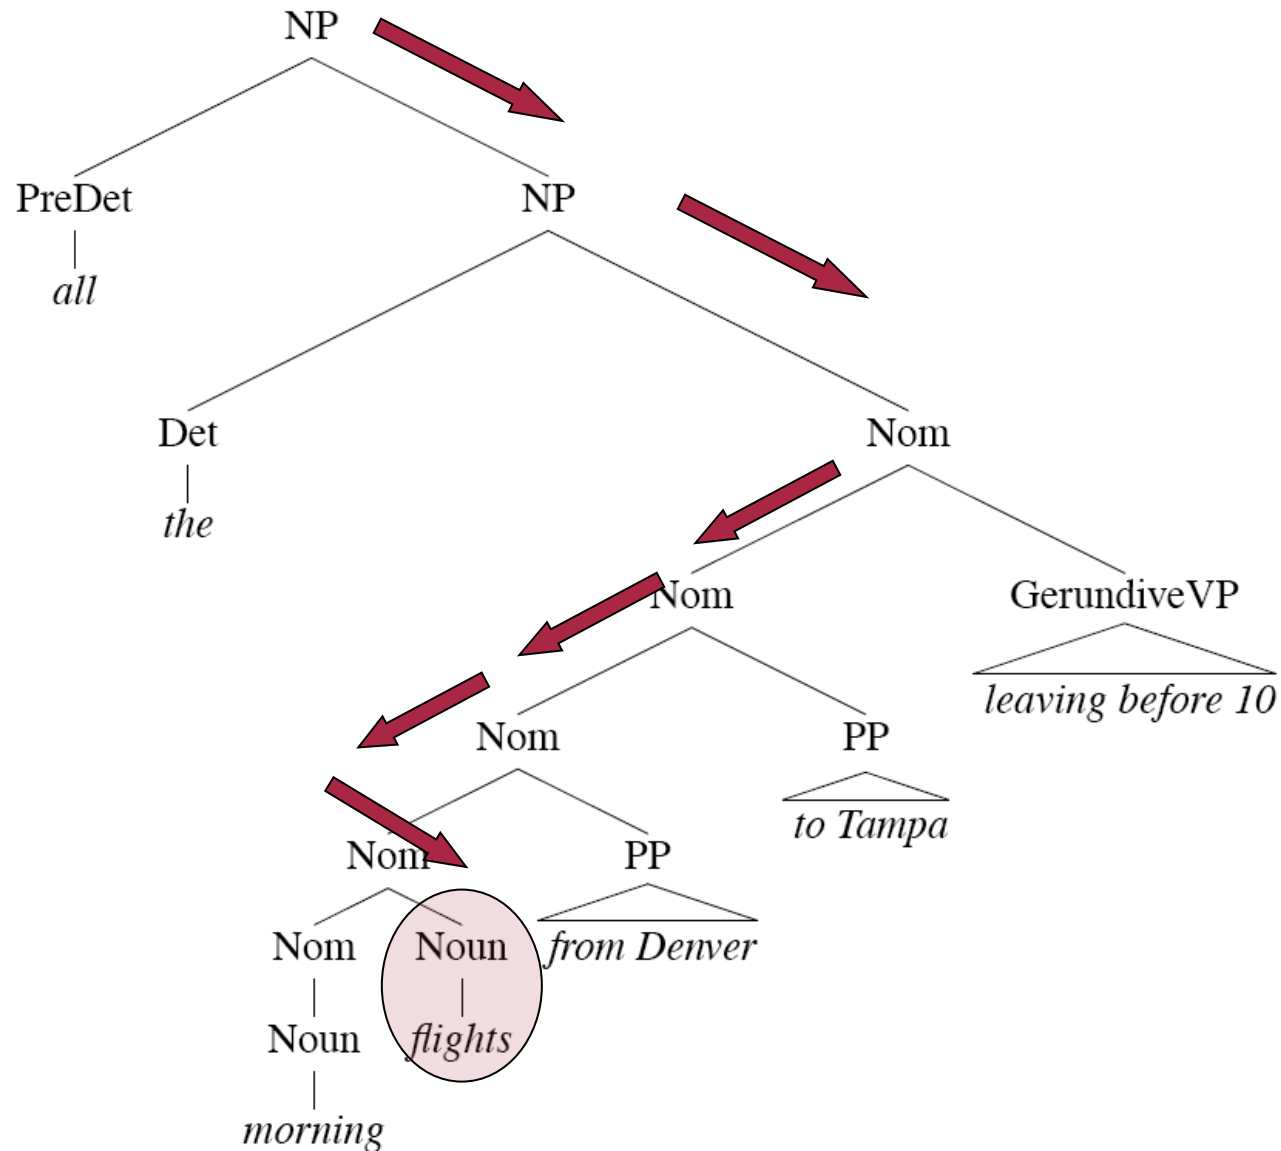 NP
PreDet NP
all
Det Nom
the
Nom GerundiveVP
leaving before 10
Nom PP
to Tampa
Nom PP
Nom Noun from Denver
Noun flights
morning